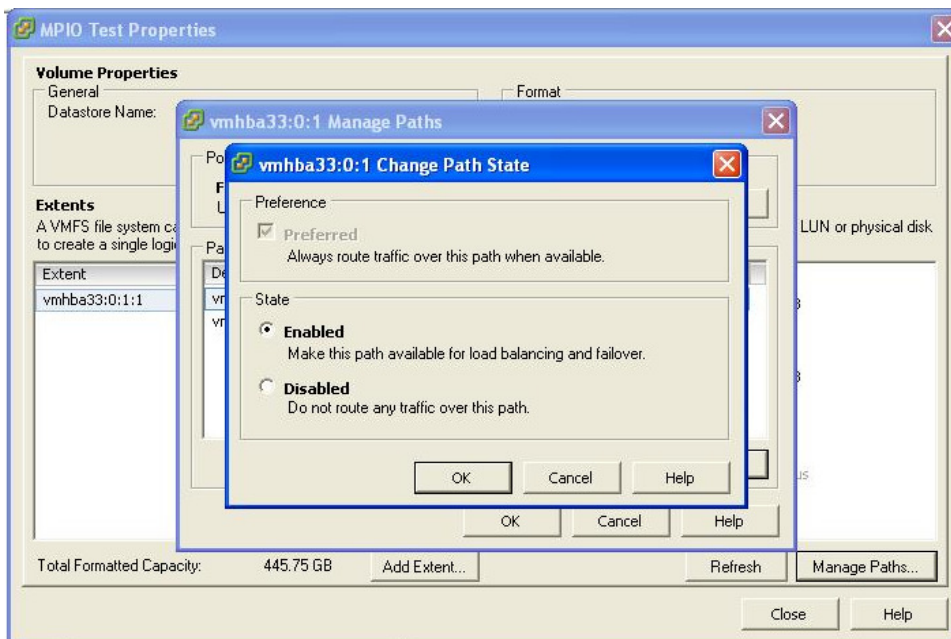 MPIO Test Properties
Volume Properties
General
Format
Datastore Name:
vmhba33:0:1 Manage Paths
vmhba33:0:1 Change Path State
Preference
Preferred
Always route traffic over this path when available.
Extents
A VMFS file system
LUN or physical disk
to create a single
Extent
vmhba33:0:1:1
State
Enabled
Make this path available for load balancing and failover.
Disabled
Do not route any traffic over this path.
OK
Cancel
Help
OK
Cancel
Help
Total Formatted Capacity:
445.75 GB
Add Extent...
Refresh
Manage Paths...
Close
Help